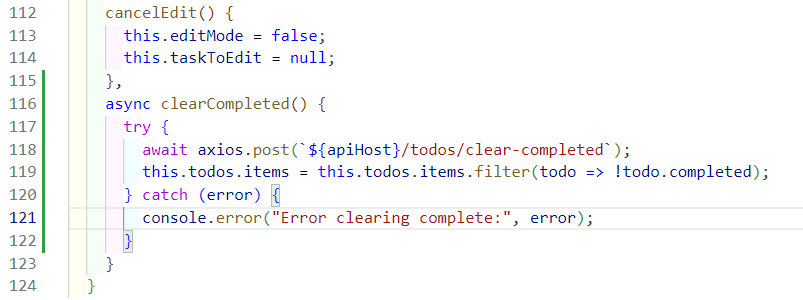 112 cancelEdit() {
113 this.editMode = false;
114 this.taskToEdit = null;
115 },
116 async clearCompleted() {
117 try {
118 await axios.post(`${apiHost}/todos/clear-completed`);
119 this.todos.items = this.todos.items.filter(todo => !todo.completed);
120 } catch (error) {
121 console.error("Error clearing complete:", error);
122 }
123 }
124 }